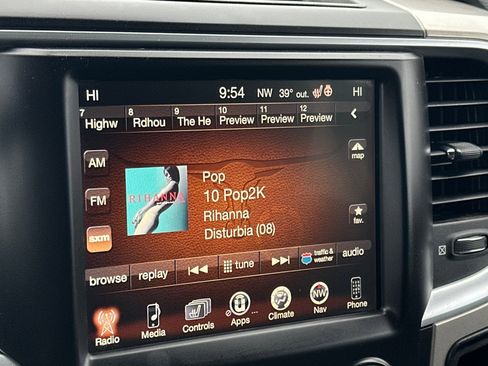 HI 9:54 NW 39° out. HI
7 8 9 10 11 12
Highw Rdhou The He Preview Preview Preview
AM
FM
sxm
RIHANNA
Pop
10 Pop2K
Rihanna
Disturbia (08)
map
fav.
browse replay tune traffic & weather audio
Radio Media Controls Apps ... Climate NW Nav Phone